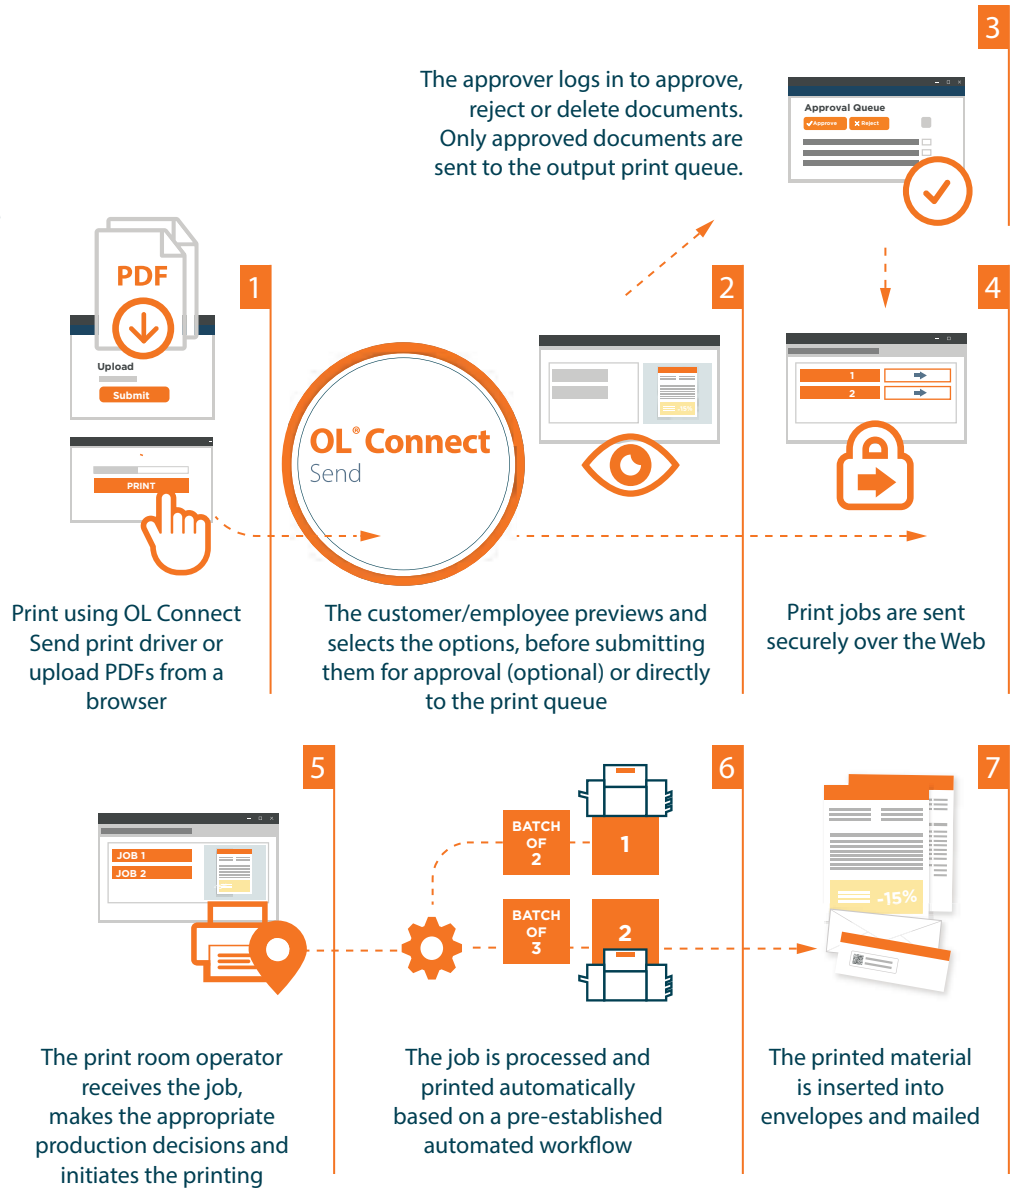 3
The approver logs in to approve,
reject or delete documents.
Only approved documents are
sent to the output print queue.
Approval Queue
Approve
Reject
1
PDF
Upload
Submit
PRINT
Print using OL Connect
Send print driver or
upload PDFs from a
browser
2
OL® Connect
Send
-15%
The customer/employee previews and
selects the options, before submitting
them for approval (optional) or directly
to the print queue
4
1
2
Print jobs are sent
securely over the Web
5
JOB 1
JOB 2
The print room operator
receives the job,
makes the appropriate
production decisions and
initiates the printing
6
BATCH
OF
2
1
BATCH
OF
3
2
The job is processed and
printed automatically
based on a pre-established
automated workflow
7
-15%
The printed material
is inserted into
envelopes and mailed